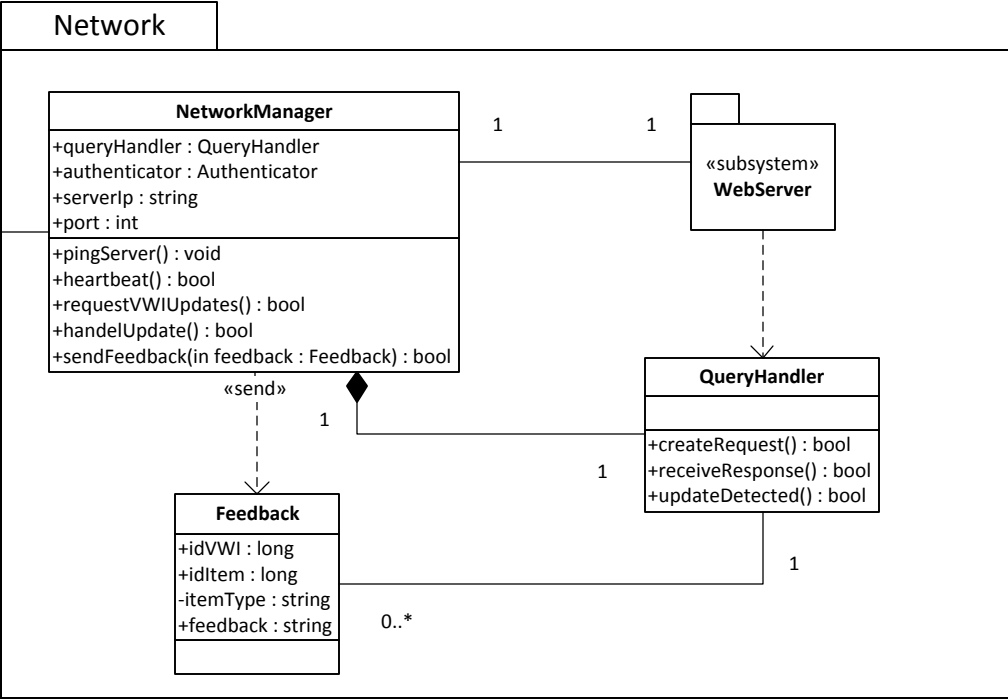 Network
NetworkManager
+queryHandler : QueryHandler
+authenticator : Authenticator
+serverIp : string
+port : int
+pingServer() : void
+heartbeat() : bool
+requestVWIUpdates() : bool
+handelUpdate() : bool
+sendFeedback(in feedback : Feedback) : bool
1
1
«subsystem»
WebServer
«send»
1
1
QueryHandler
+createRequest() : bool
+receiveResponse() : bool
+updateDetected() : bool
Feedback
+idVWI : long
+idItem : long
-itemType : string
+feedback : string
0..*
1